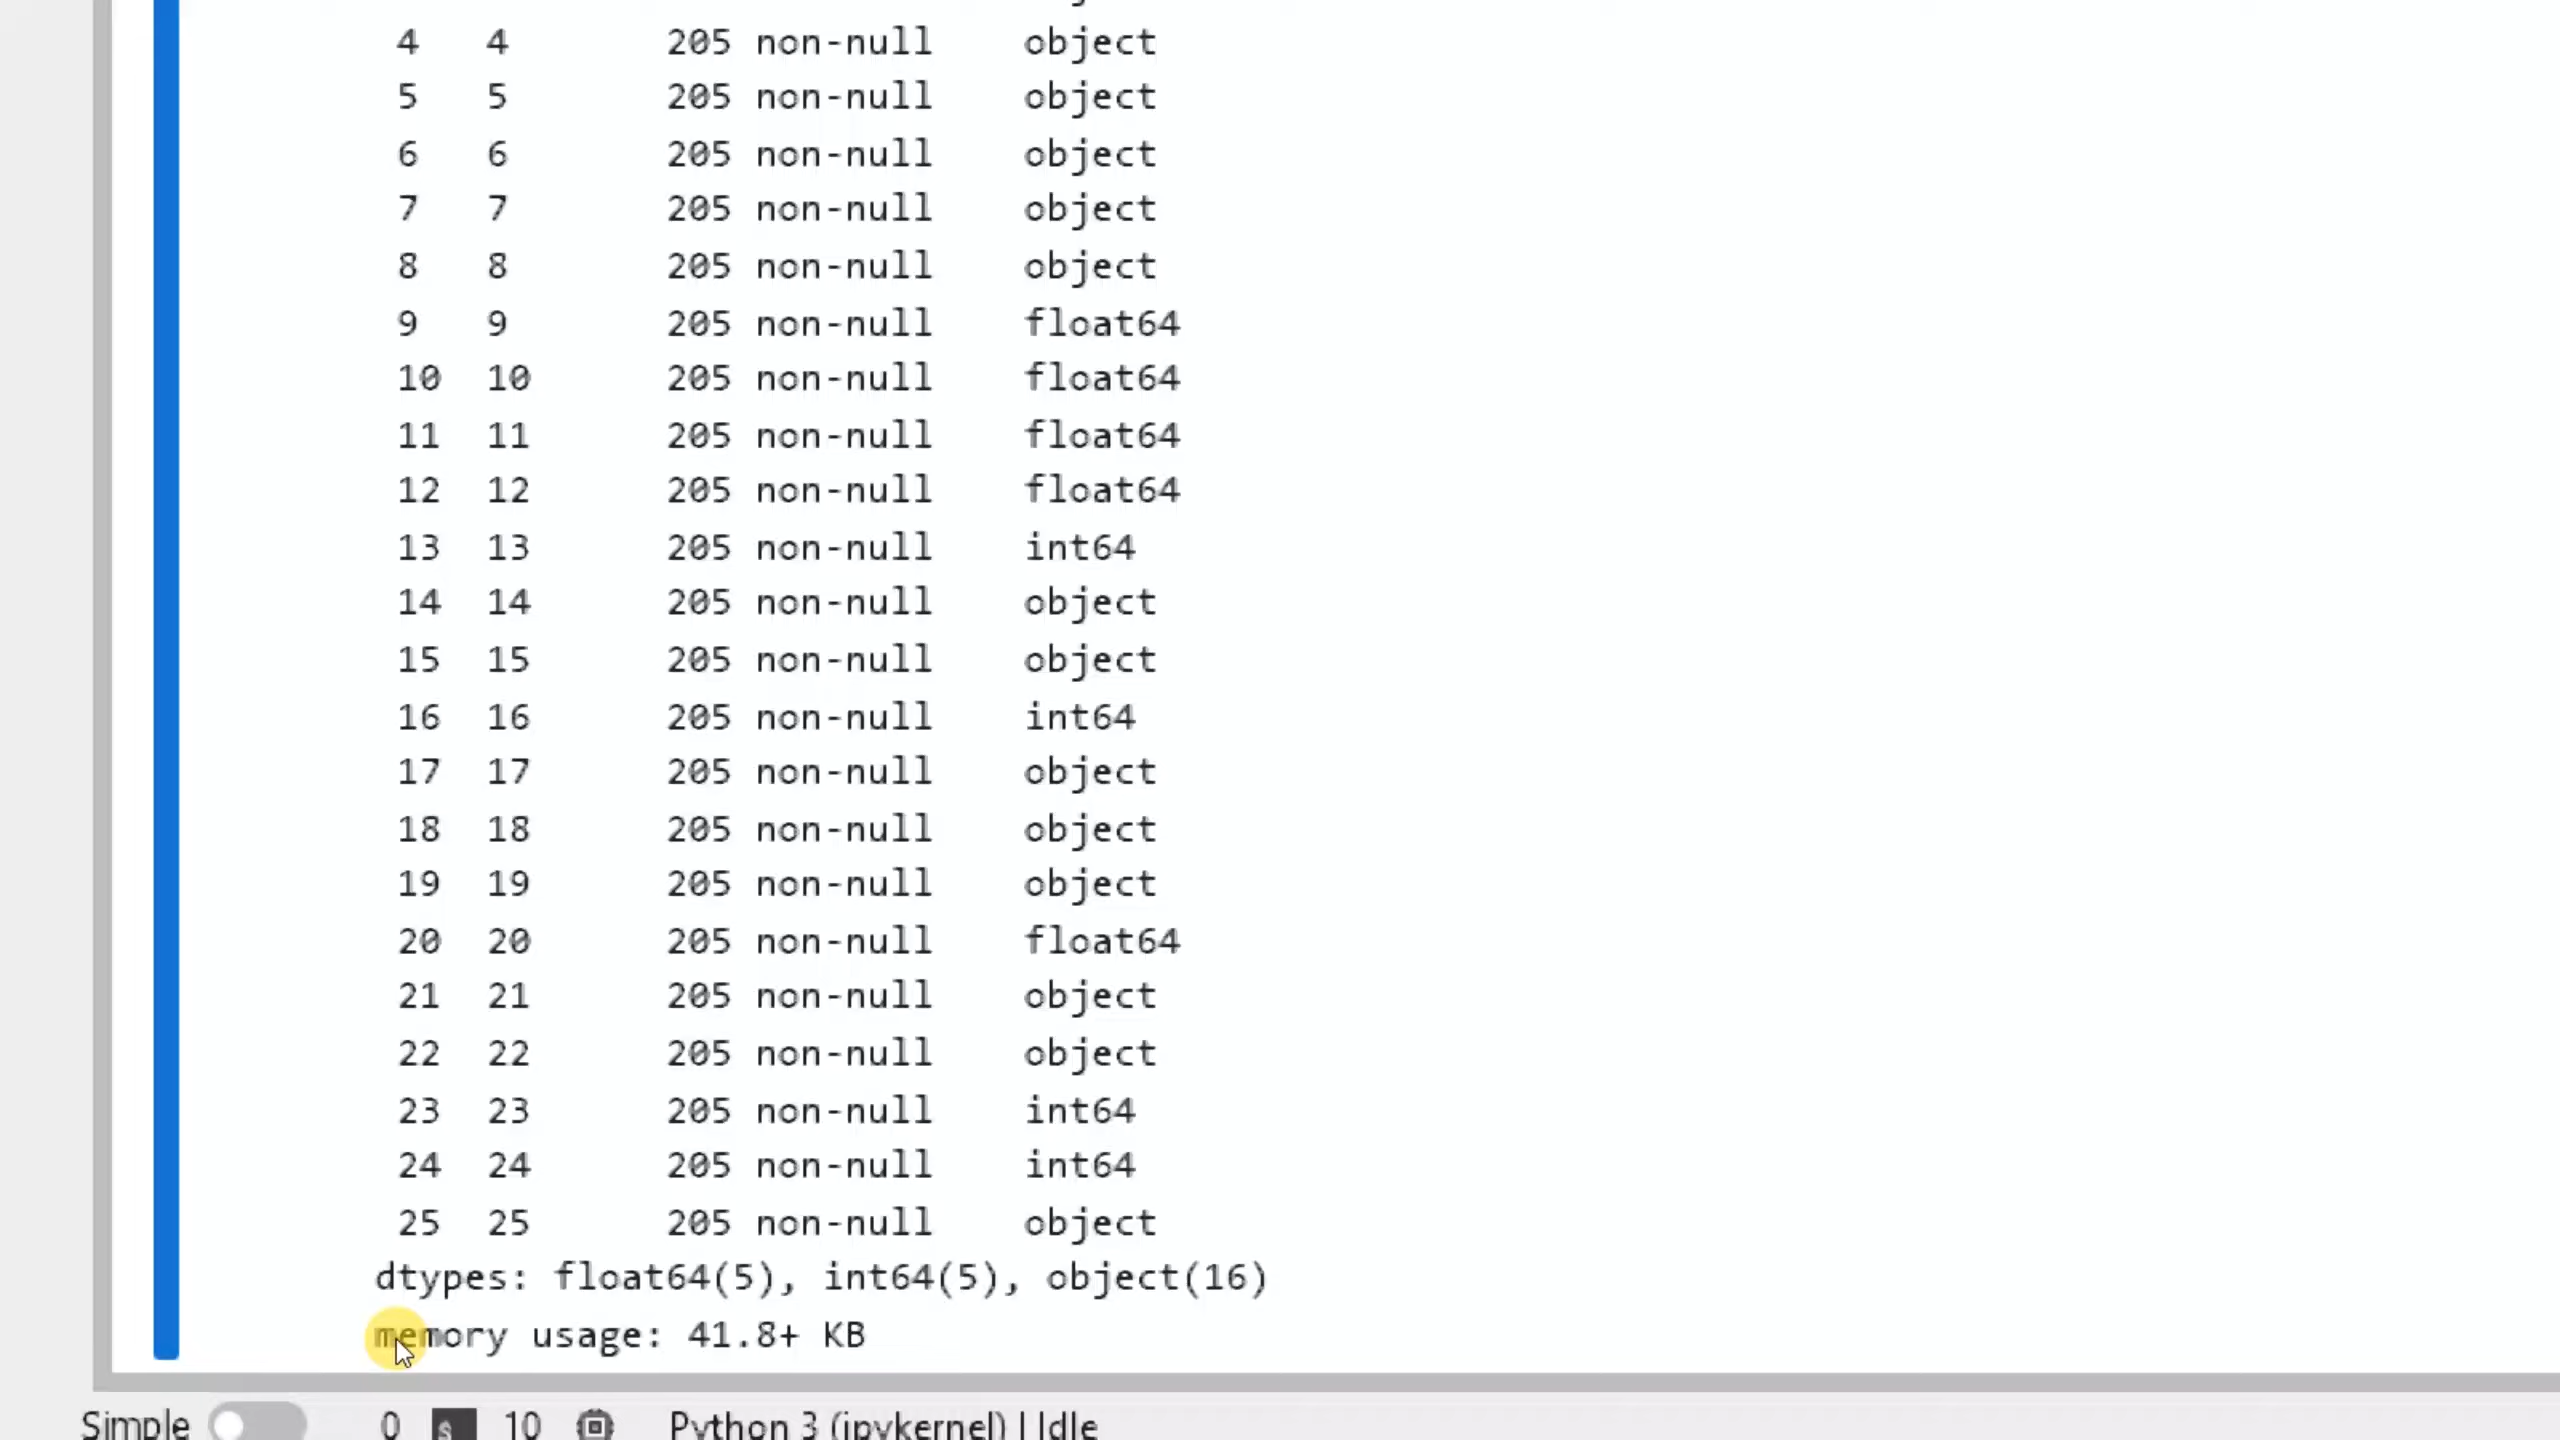 4 4 205 non-null object
5 5 205 non-null object
6 6 205 non-null object
7 7 205 non-null object
8 8 205 non-null object
9 9 205 non-null float64
10 10 205 non-null float64
11 11 205 non-null float64
12 12 205 non-null float64
13 13 205 non-null int64
14 14 205 non-null object
15 15 205 non-null object
16 16 205 non-null int64
17 17 205 non-null object
18 18 205 non-null object
19 19 205 non-null object
20 20 205 non-null float64
21 21 205 non-null object
22 22 205 non-null object
23 23 205 non-null int64
24 24 205 non-null int64
25 25 205 non-null object
dtypes: float64(5), int64(5), object(16)
memory usage: 41.8+ KB
Simple 0 $ 10 Python 3 (ipykernel) | Idle